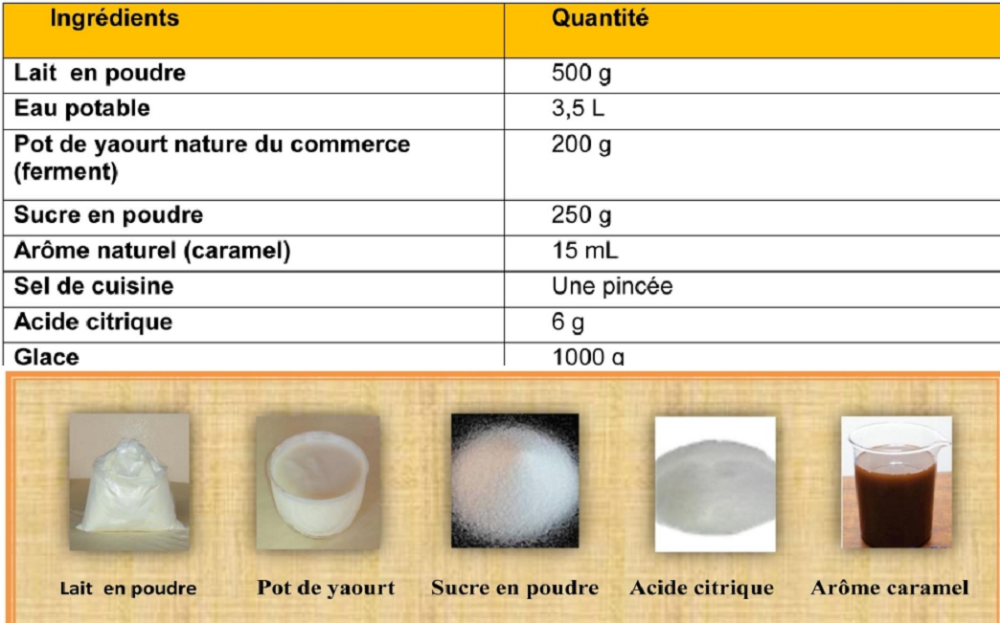 Ingrédients Quantité
Lait en poudre 500 g
Eau potable 3,5 L
Pot de yaourt nature du commerce 200 g
(ferment)
Sucre en poudre 250 g
Arôme naturel (caramel) 15 mL
Sel de cuisine Une pincée
Acide citrique 6 g
Glace 1000 g
Lait en poudre Pot de yaourt Sucre en poudre Acide citrique Arôme caramel